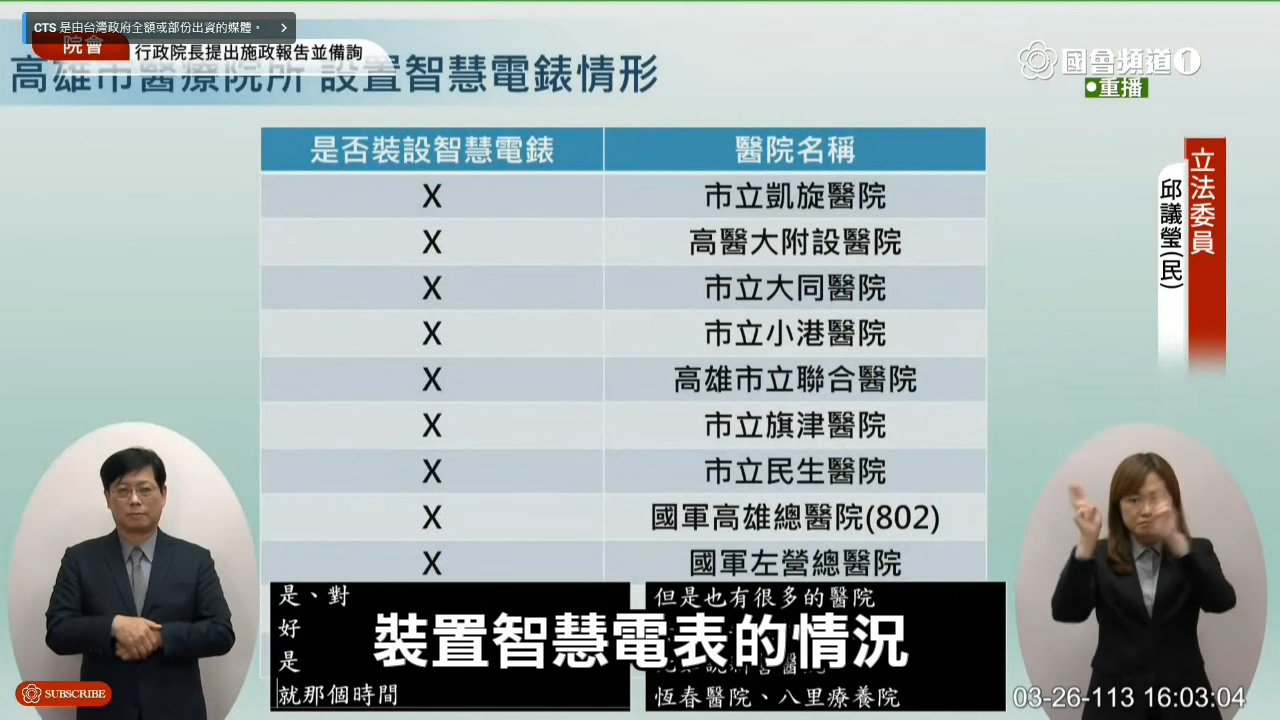 CTS 是由台灣政府全額或部份出資的媒體。
院會
行政院長提出施政報告並備詢
高雄市醫療院所 設置智慧電錶情形
國會頻道1
重播
立法委員
邱議瑩(民)
是否裝設智慧電錶 醫院名稱
X 市立凱旋醫院
X 高醫大附設醫院
X 市立大同醫院
X 市立小港醫院
X 高雄市立聯合醫院
X 市立旗津醫院
X 市立民生醫院
X 國軍高雄總醫院(802)
X 國軍左營總醫院
是、對
好
是
就那個時間
但是也有很多的醫院
恆春醫院、八里療養院
裝置智慧電表的情況
SUBSCRIBE
03-26-113 16:03:04